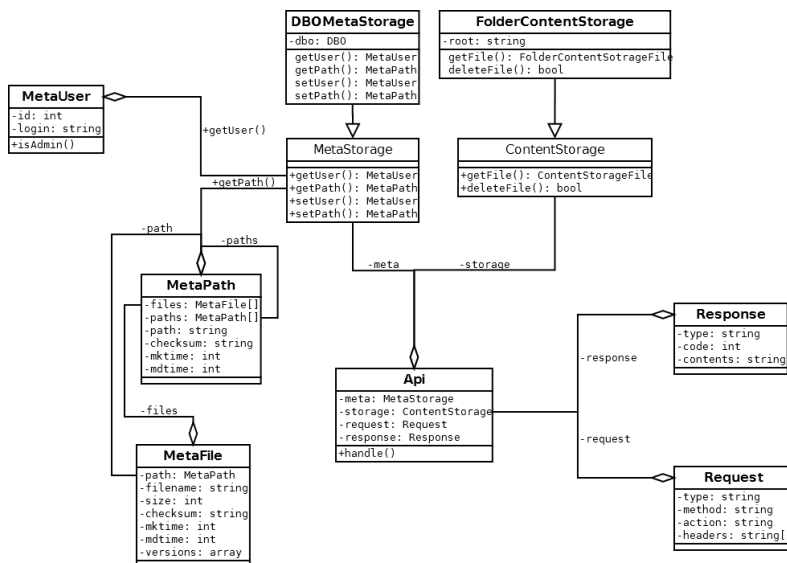 DBOMetaStorage
-dbo: DBO
getUser(): MetaUser
getPath(): MetaPath
setUser(): MetaUser
setPath(): MetaPath
FolderContentStorage
-root: string
getFile(): FolderContentSotrageFile
deleteFile(): bool
MetaUser
-id: int
-login: string
+isAdmin()
+getUser()
+getPath()
MetaStorage
+getUser(): MetaUser
+getPath(): MetaPath
+setUser(): MetaUser
+setPath(): MetaPath
ContentStorage
+getFile(): ContentStorageFile
+deleteFile(): bool
-path
-paths
-meta
-storage
MetaPath
-files: MetaFile[]
-paths: MetaPath[]
-path: string
-checksum: string
-mktime: int
-mdtime: int
-files
Api
-meta: MetaStorage
-storage: ContentStorage
-request: Request
-response: Response
+handle()
-response
-request
Response
-type: string
-code: int
-contents: string
MetaFile
-path: MetaPath
-filename: string
-size: int
-checksum: string
-mktime: int
-mdtime: int
-versions: array
Request
-type: string
-method: string
-action: string
-headers: string[